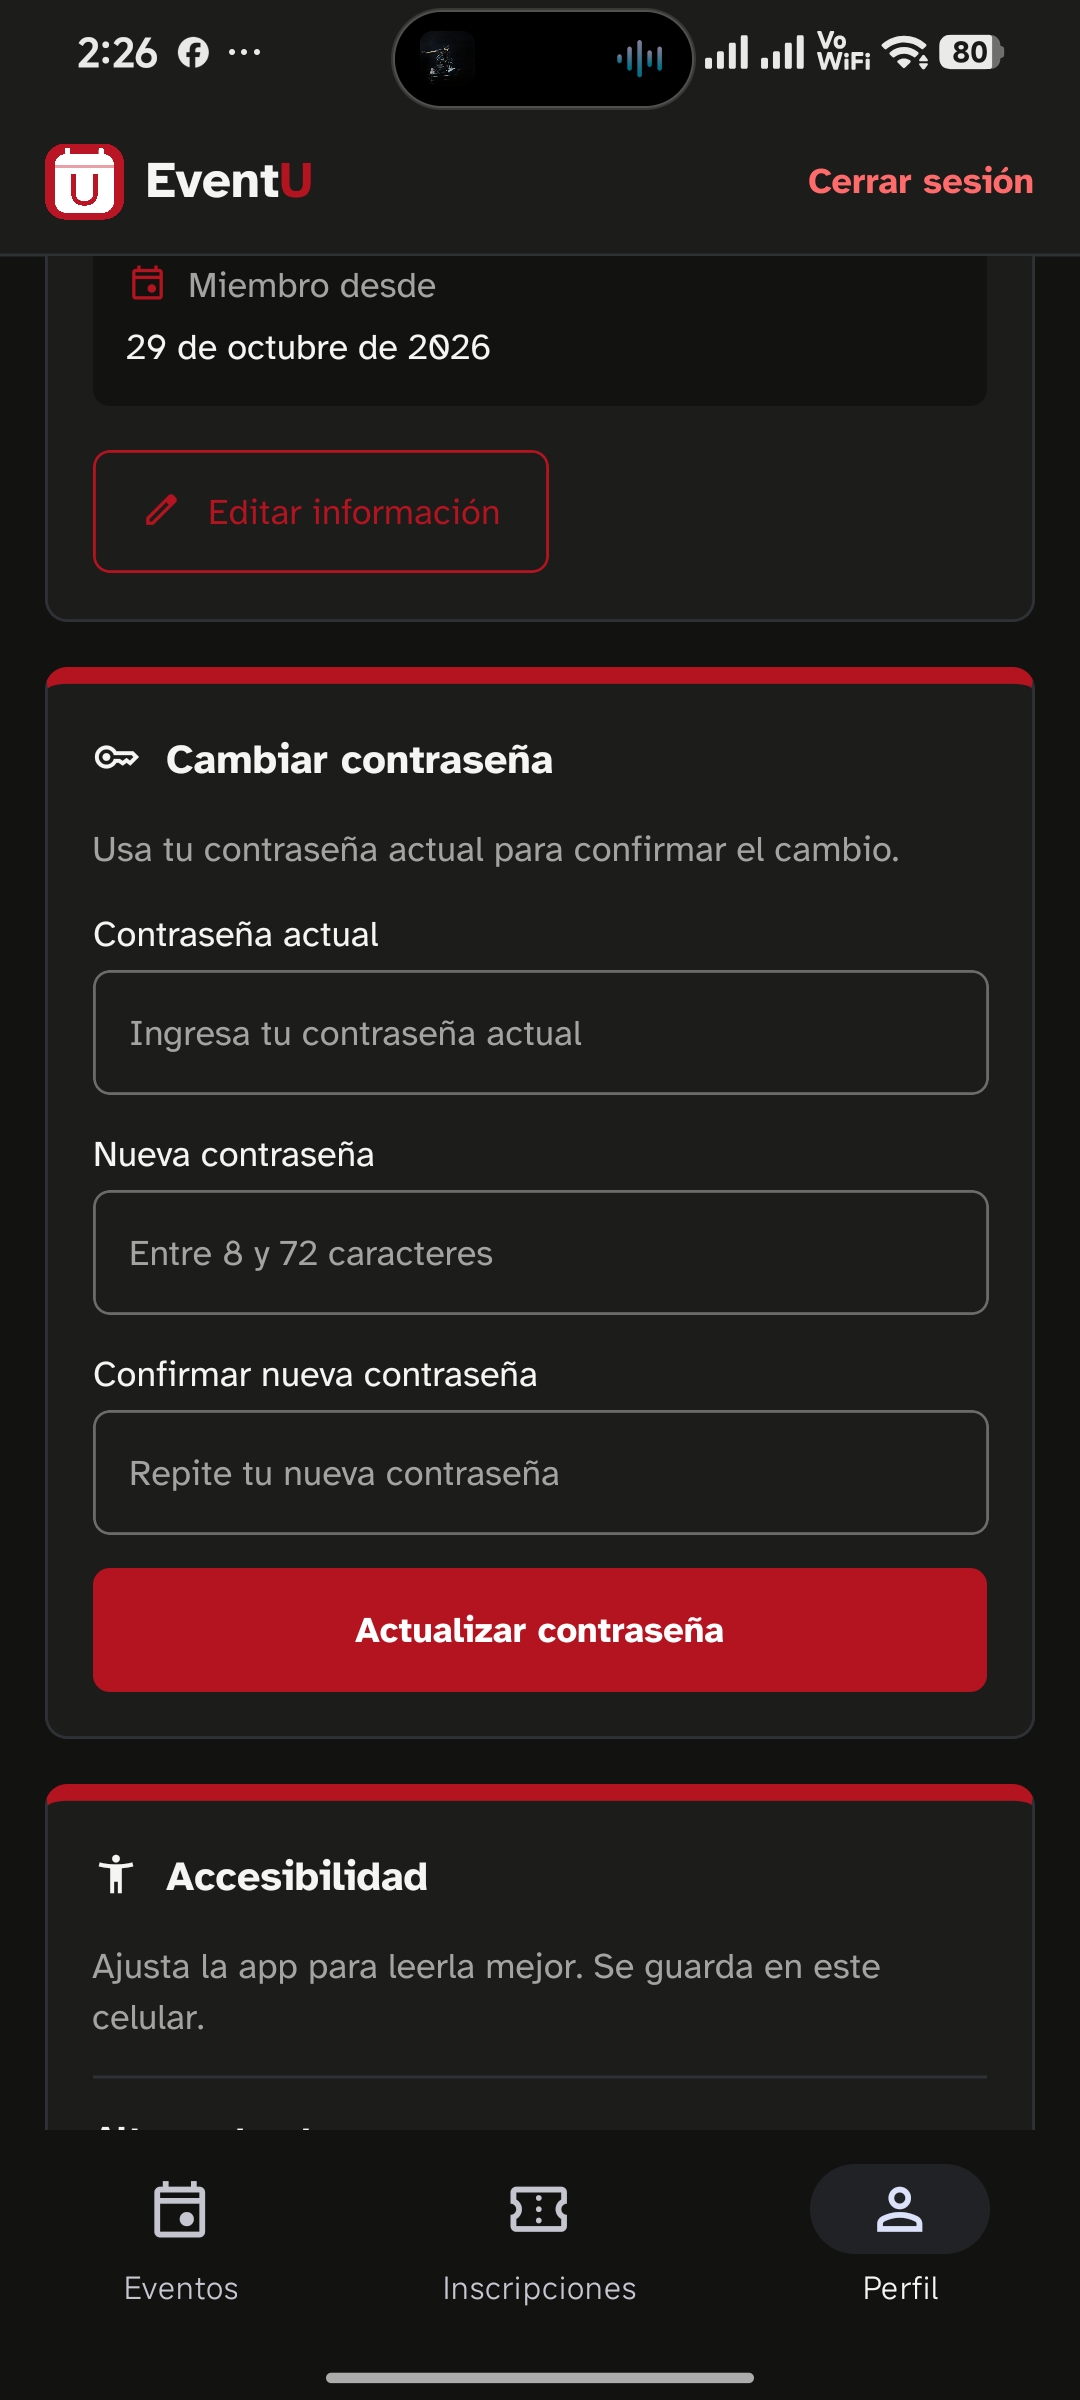 2:26
Vo
WiFi
80
EventU
Cerrar sesión
Miembro desde
29 de octubre de 2026
Editar información
Cambiar contraseña
Usa tu contraseña actual para confirmar el cambio.
Contraseña actual
Ingresa tu contraseña actual
Nueva contraseña
Entre 8 y 72 caracteres
Confirmar nueva contraseña
Repite tu nueva contraseña
Actualizar contraseña
Accesibilidad
Ajusta la app para leerla mejor. Se guarda en este
celular.
Eventos
Inscripciones
Perfil